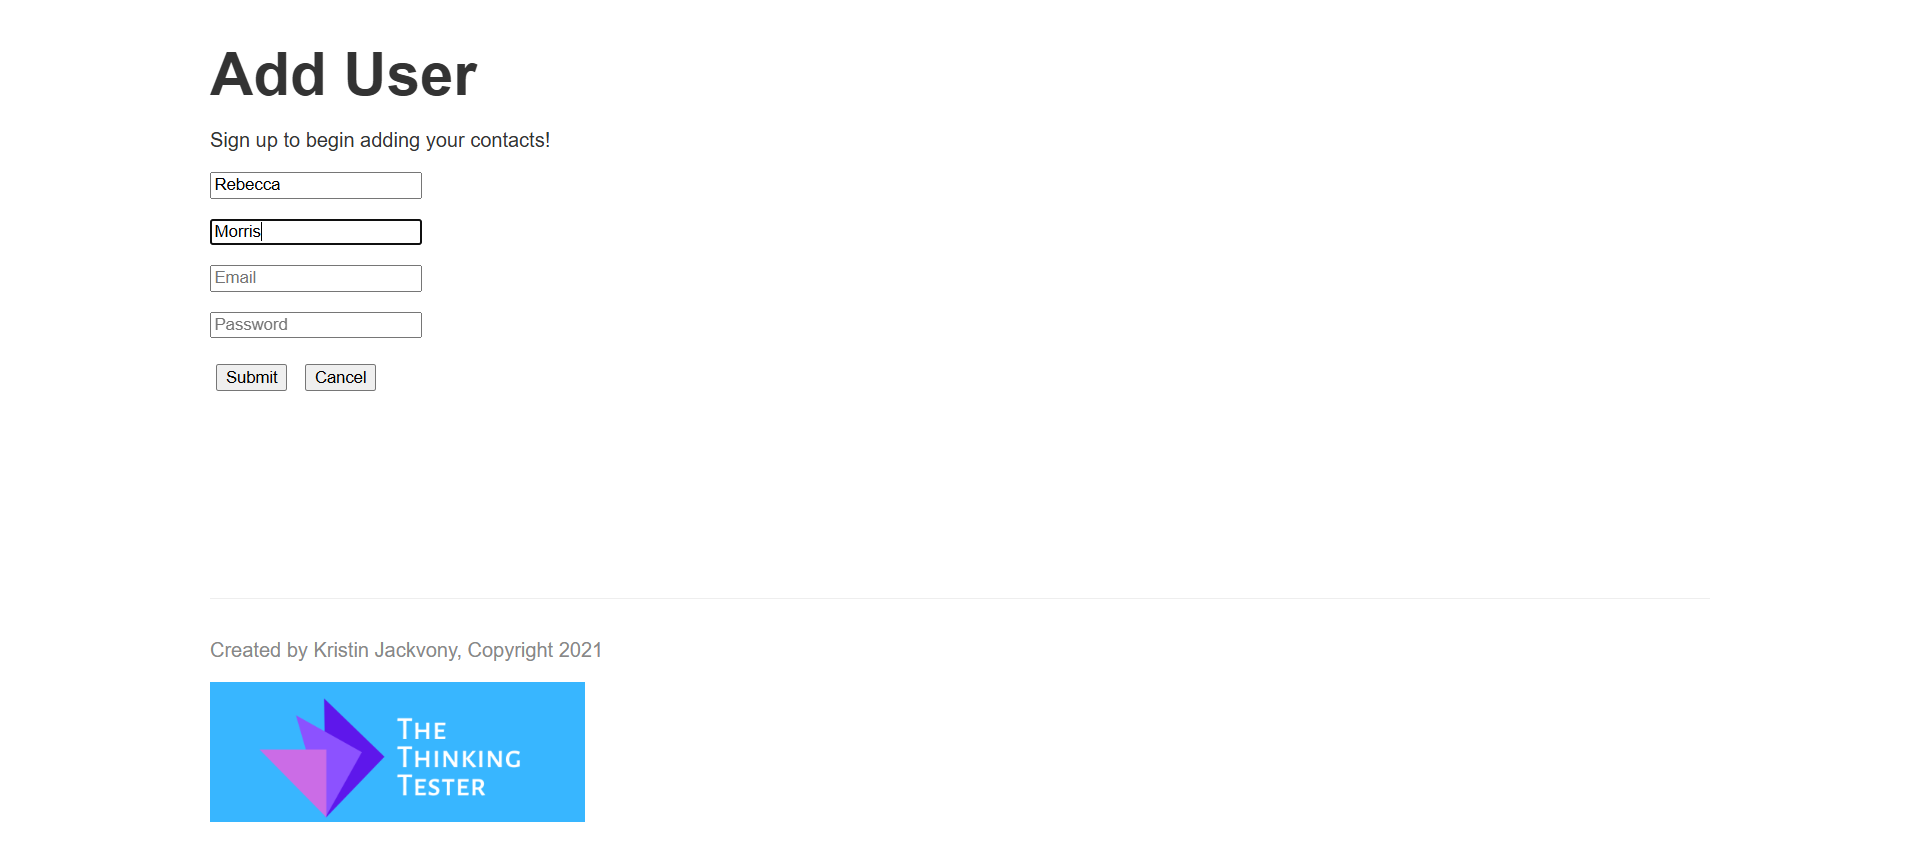 Add User
Sign up to begin adding your contacts!
Rebecca
Morris
Email
Password
Submit Cancel
Created by Kristin Jackvony, Copyright 2021
THE
THINKING
TESTER